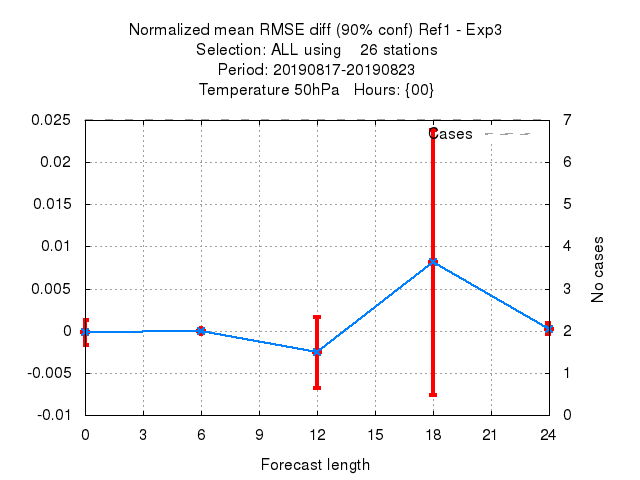 Normalized mean RMSE diff (90% conf) Ref1 - Exp3
Selection: ALL using    26 stations
Period: 20190817-20190823
Temperature 50hPa   Hours: {00}
0.025
0.02
0.015
0.01
0.005
0
-0.005
-0.01
Cases
7
6
5
4
3
2
1
0
No cases
0 3 6 9 12 15 18 21 24
Forecast length